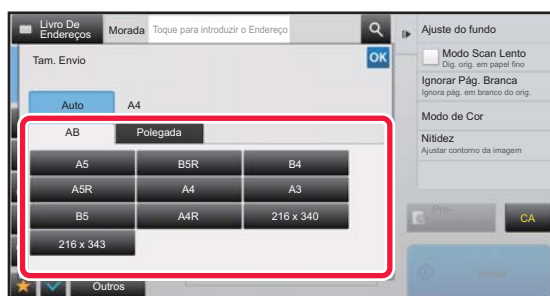 Livro De
Endereços
Morada
Toque para introduzir o Endereço
Tam. Envio
OK
Auto
A4
AB
Polegada
A5
B5R
B4
A5R
A4
A3
B5
A4R
216 x 340
216 x 343
Outros
Ajuste do fundo
Modo Scan Lento
Dig. orig. em papel fino
Ignorar Pág. Branca
Ignora pág. em branco do orig.
Modo de Cor
Nitidez
Ajustar contorno da imagem
Pré-
CA
Iniciar